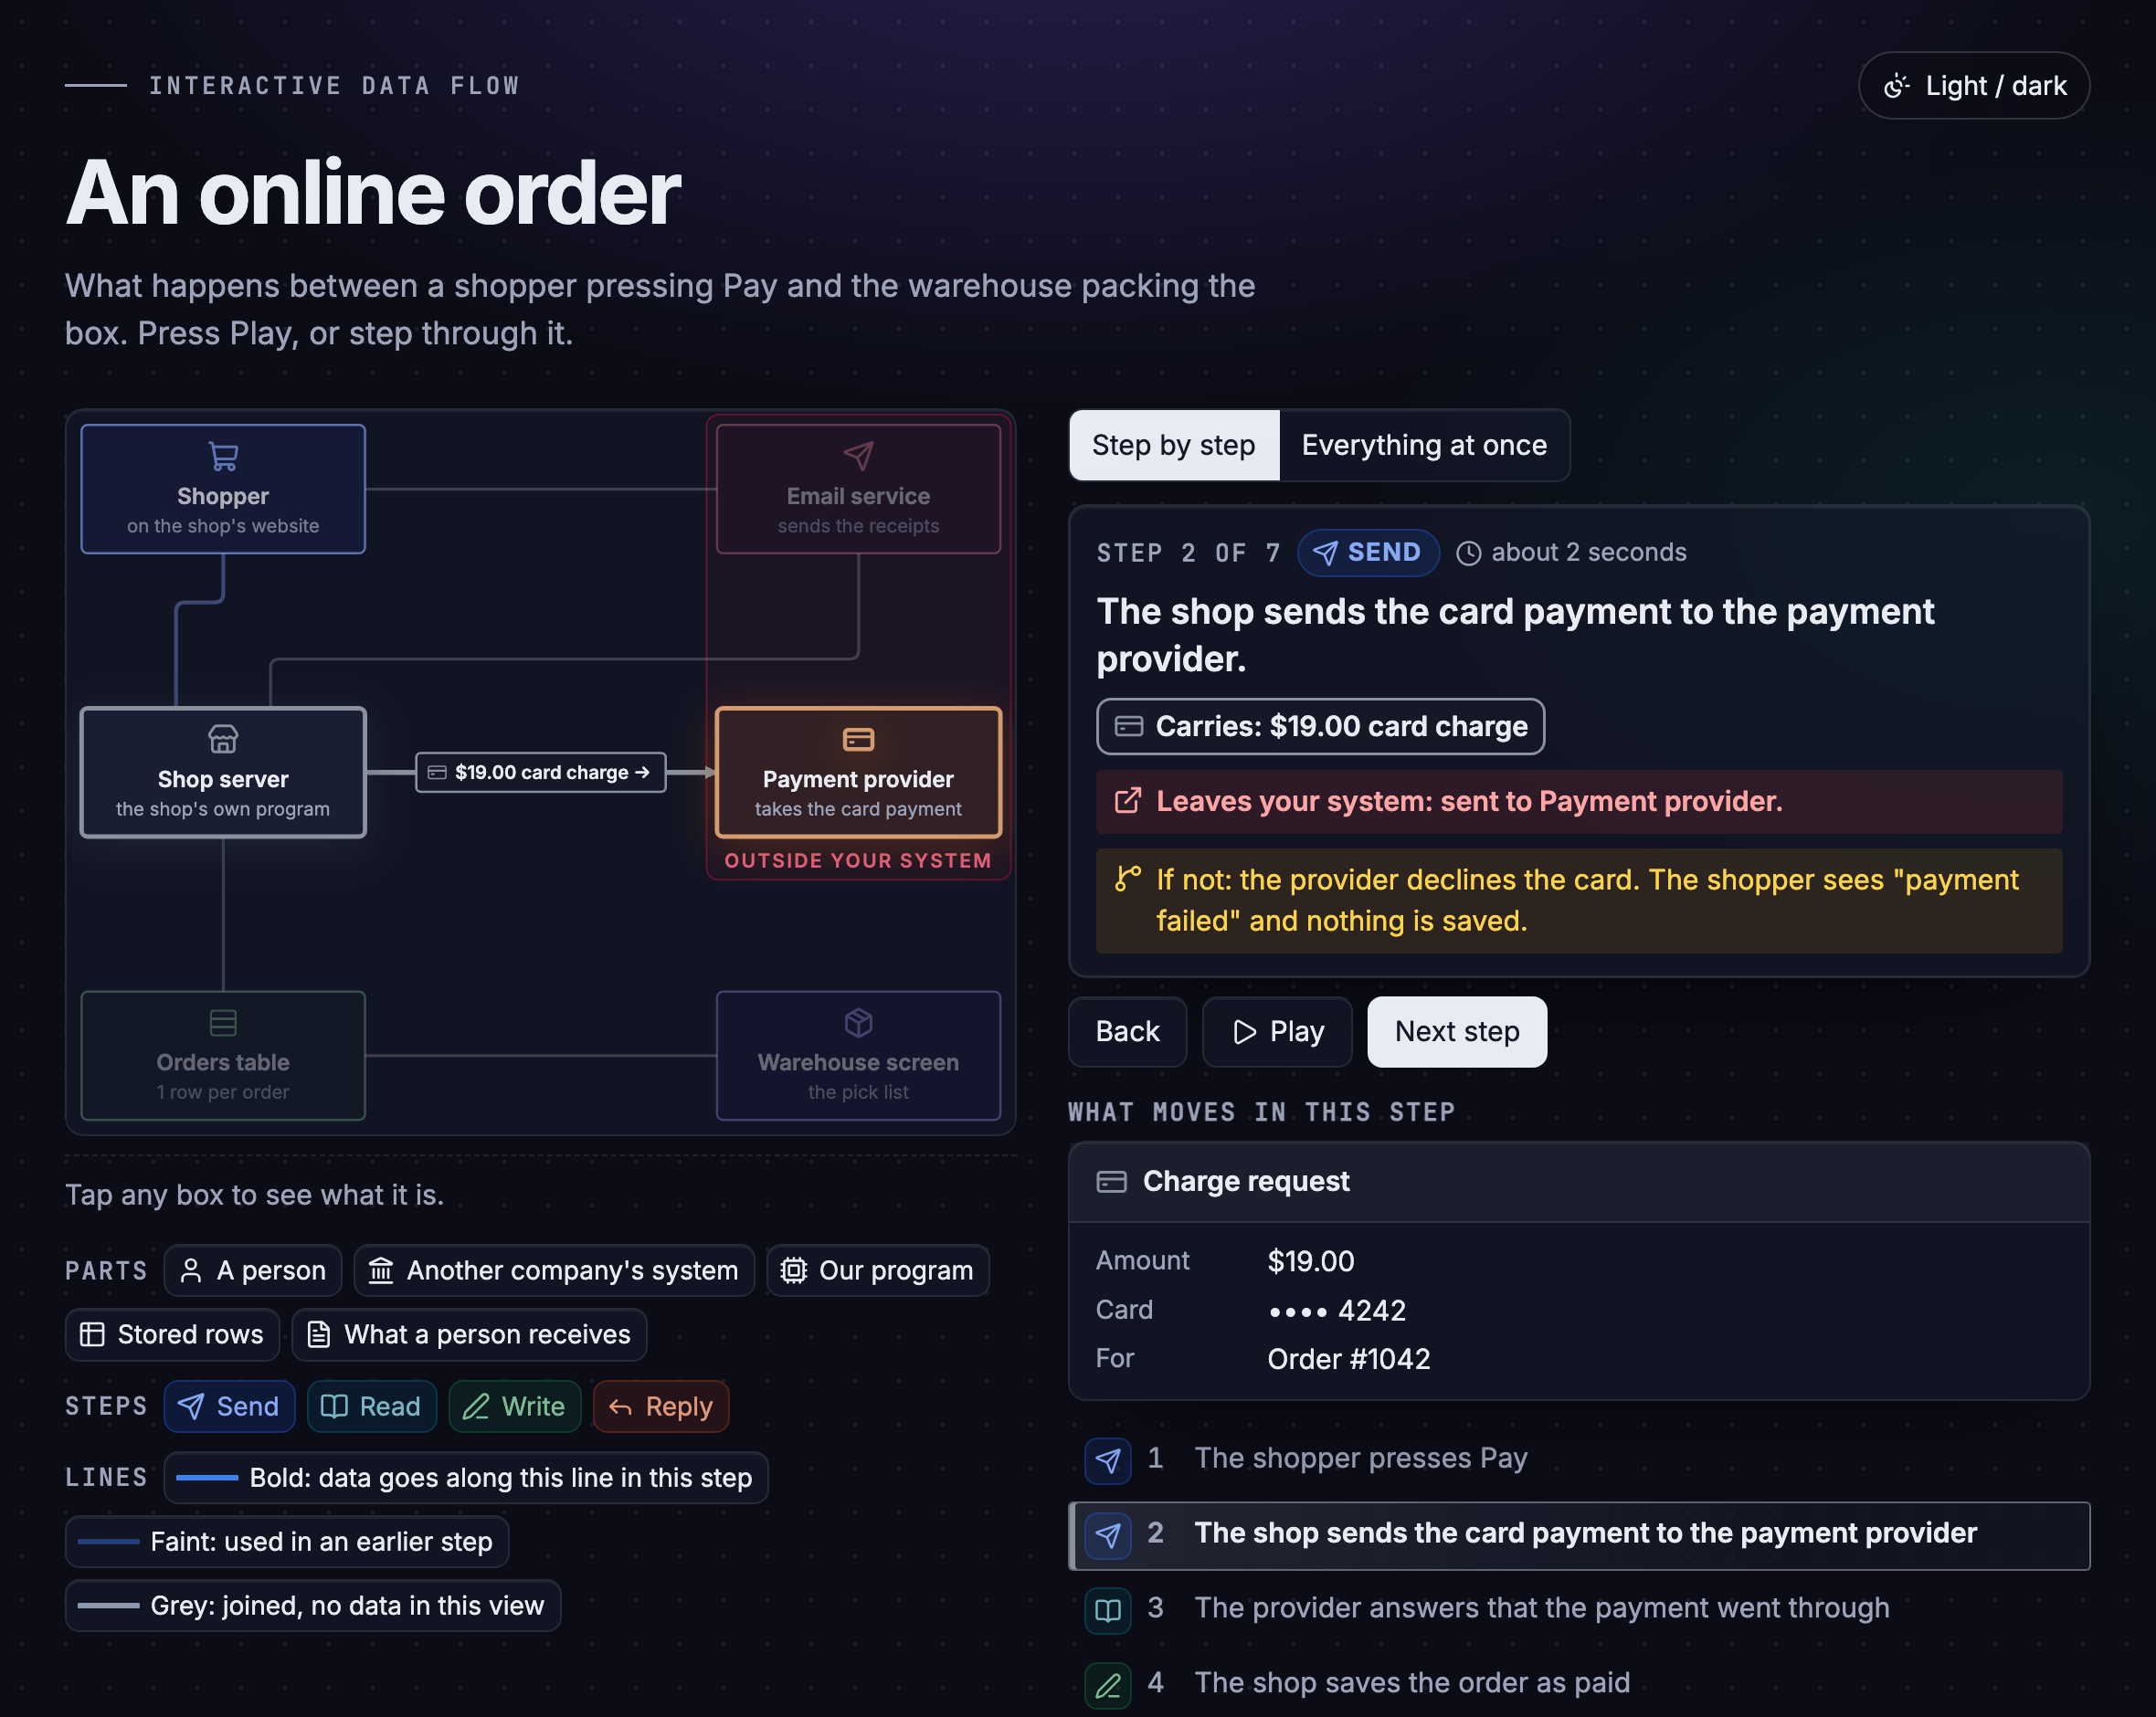 INTERACTIVE DATA FLOW
Light / dark
An online order
What happens between a shopper pressing Pay and the warehouse packing the
box. Press Play, or step through it.
Shopper
on the shop's website
Email service
sends the receipts
Shop server
the shop's own program
$19.00 card charge →
Payment provider
takes the card payment
OUTSIDE YOUR SYSTEM
Orders table
1 row per order
Warehouse screen
the pick list
Tap any box to see what it is.
PARTS
A person
Another company's system
Our program
Stored rows
What a person receives
STEPS
Send
Read
Write
Reply
LINES
Bold: data goes along this line in this step
Faint: used in an earlier step
Grey: joined, no data in this view
Step by step
Everything at once
STEP 2 OF 7
SEND
about 2 seconds
The shop sends the card payment to the payment
provider.
Carries: $19.00 card charge
Leaves your system: sent to Payment provider.
If not: the provider declines the card. The shopper sees "payment
failed" and nothing is saved.
Back
Play
Next step
WHAT MOVES IN THIS STEP
Charge request
Amount $19.00
Card •••• 4242
For Order #1042
1 The shopper presses Pay
2 The shop sends the card payment to the payment provider
3 The provider answers that the payment went through
4 The shop saves the order as paid